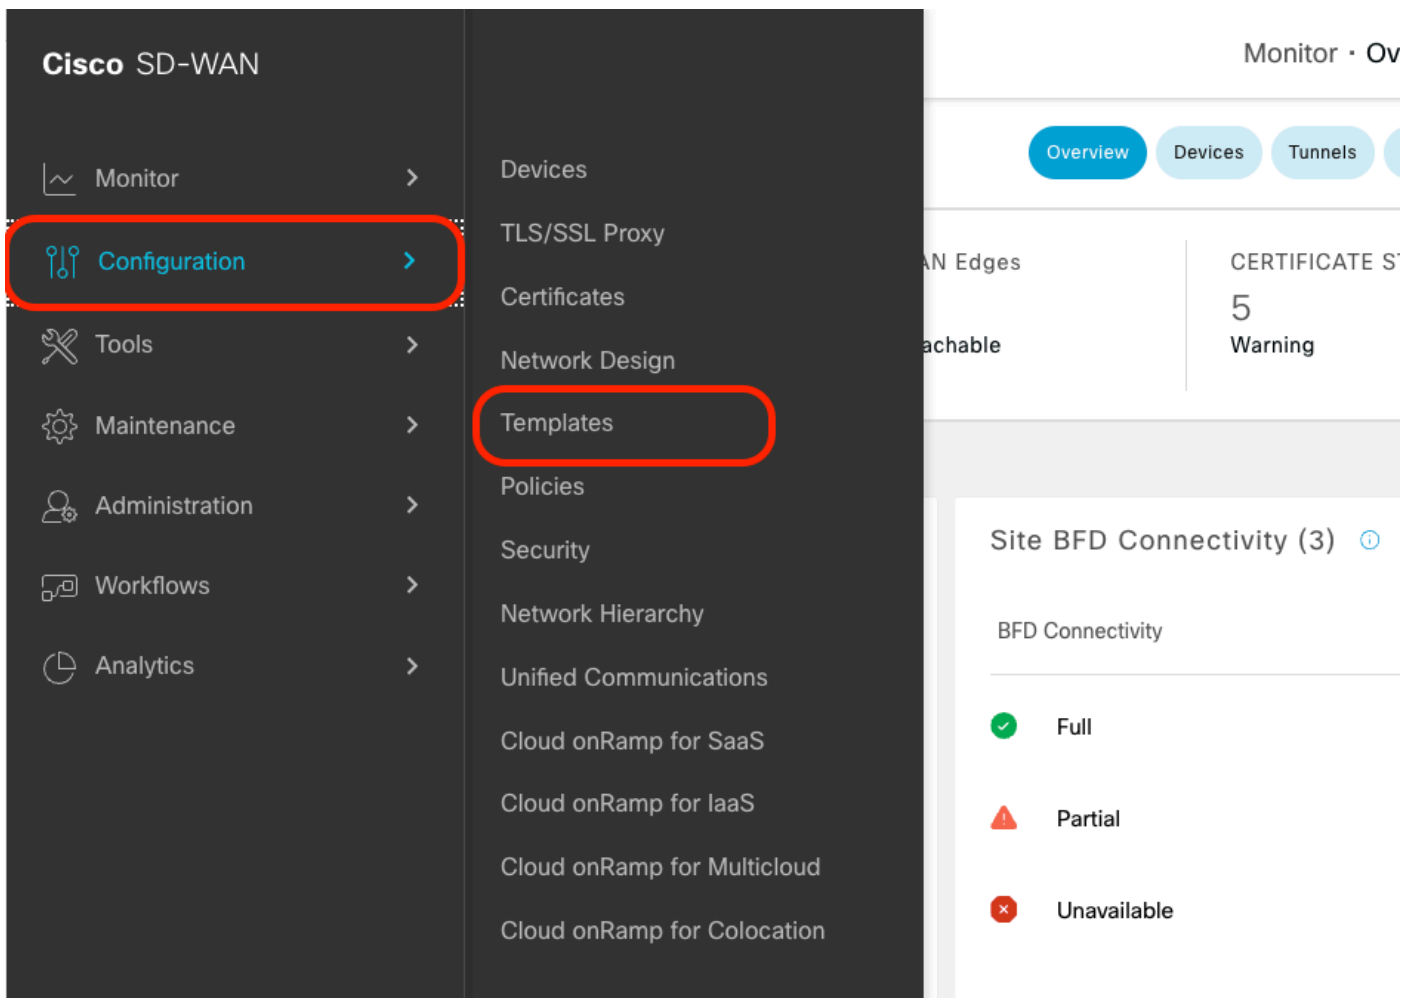 Cisco SD-WAN
Monitor
Configuration
Tools
Maintenance
Administration
Workflows
Analytics
Devices
TLS/SSL Proxy
Certificates
Network Design
Templates
Policies
Security
Network Hierarchy
Unified Communications
Cloud onRamp for SaaS
Cloud onRamp for IaaS
Cloud onRamp for Multicloud
Cloud onRamp for Colocation
Monitor · Ov
Overview Devices Tunnels
AN Edges
achable
CERTIFICATE ST
5
Warning
Site BFD Connectivity (3)
BFD Connectivity
Full
Partial
Unavailable